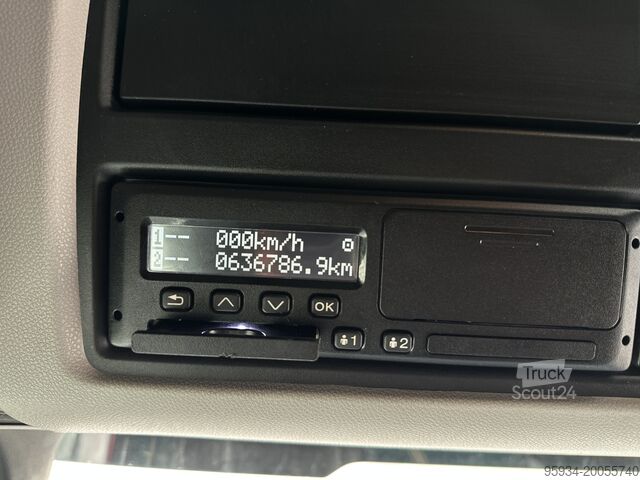 1 -- 000km/h
2 -- 0636786.9km
OK
1 2
Truck
Scout24
95934-20055740